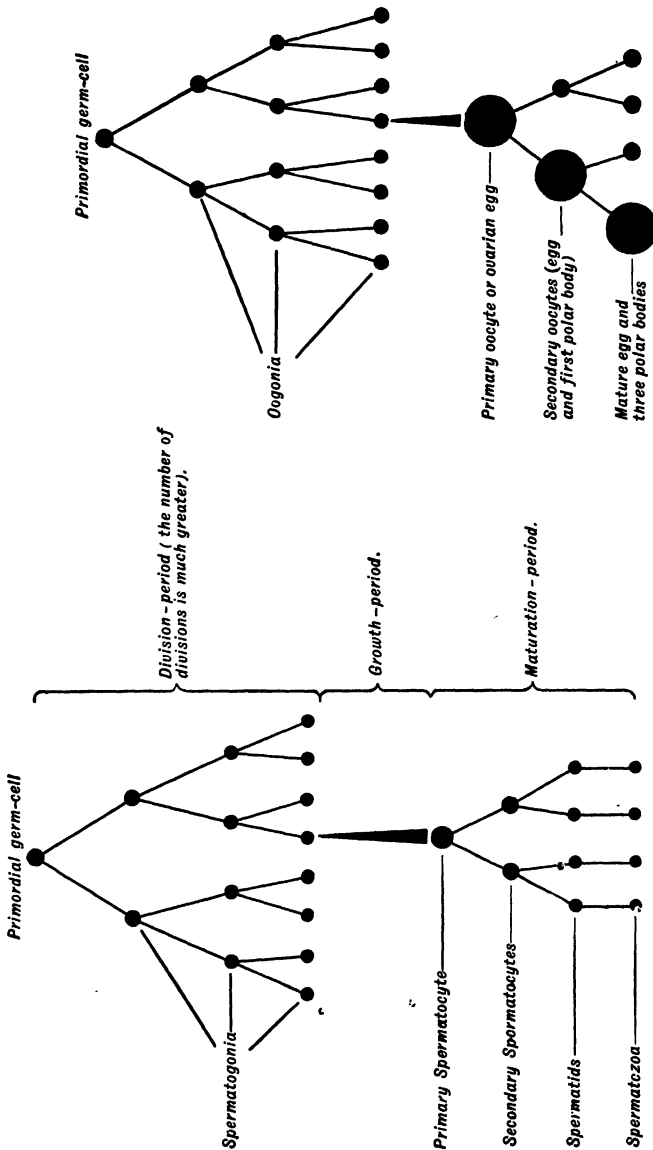 Primordial germ-cell
Spermatogonia
Primary Spermatocyte
Secondary Spermatocytes
Spermatids
Spermatczoa
Division-period (the number of
divisions is much greater).
Growth-period.
Maturation-period.
Primordial germ-cell
Oogonia
Primary oocyte or ovarian egg
Secondary oocytes (egg
and first polar body)
Mature egg and
three polar bodies